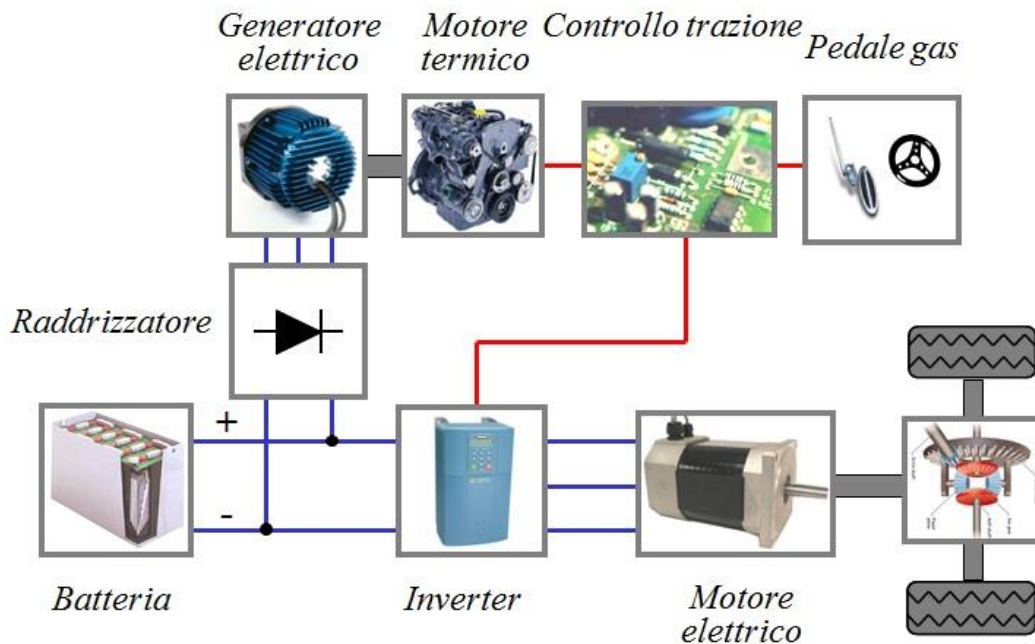 Generatore
elettrico
Motore
termico
Controllo trazione
Pedale gas
Raddrizzatore
+
-
Batteria
Inverter
Motore
elettrico